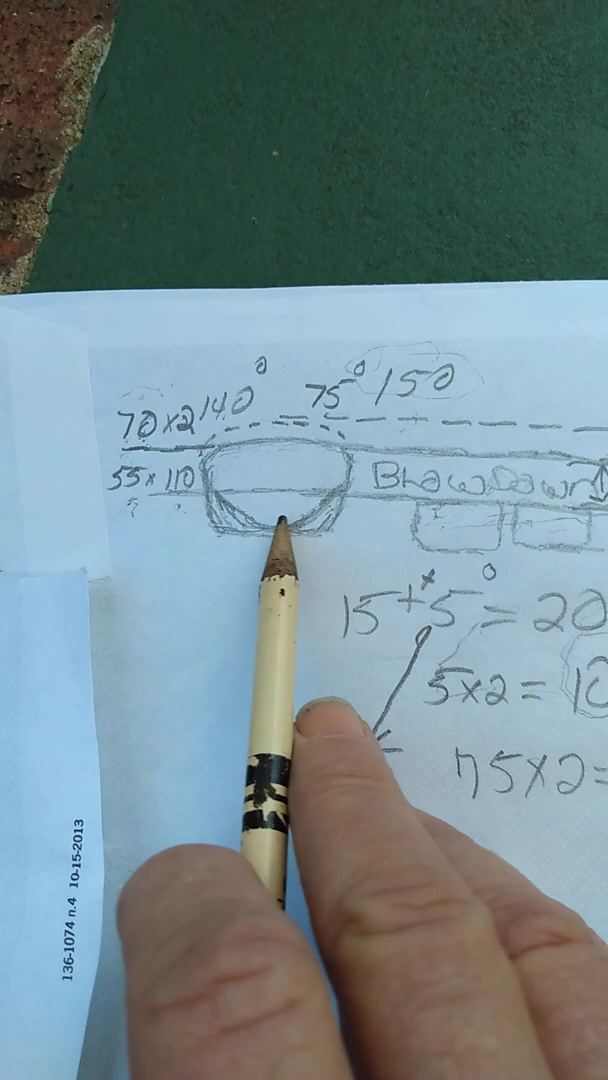 70x2 140° 75° 150
55x110 BlowDown
15+5° = 20
5x2 = 10
75x2=
136-1074 n.4 10-15-2013